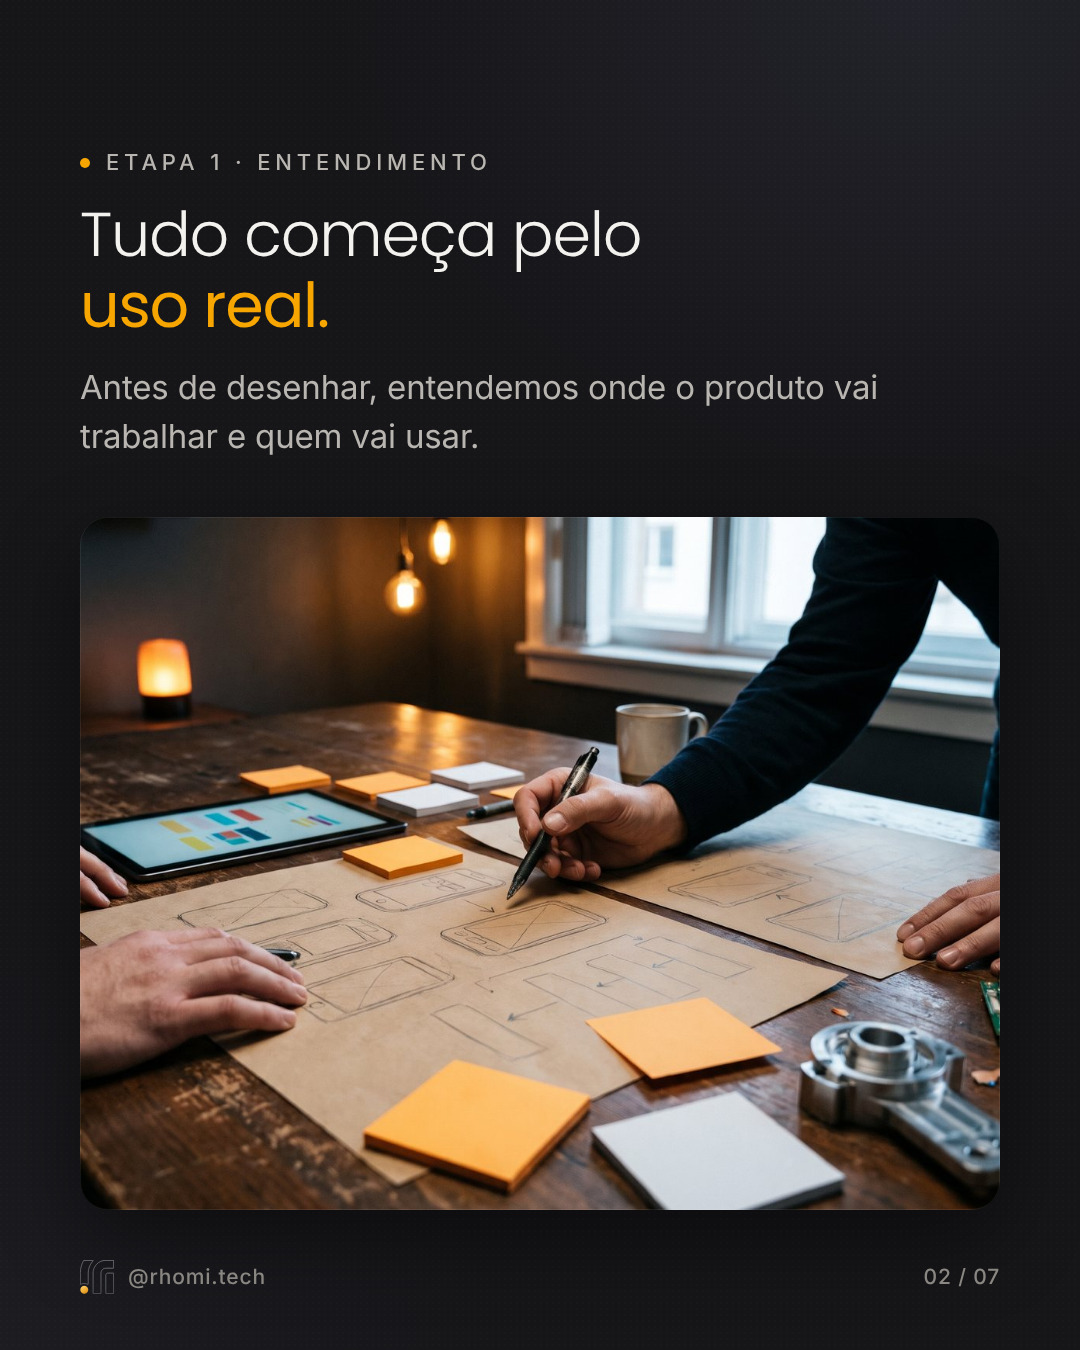 ETAPA 1 · ENTENDIMENTO
Tudo começa pelo
uso real.
Antes de desenhar, entendemos onde o produto vai
trabalhar e quem vai usar.
@rhomi.tech
02 / 07